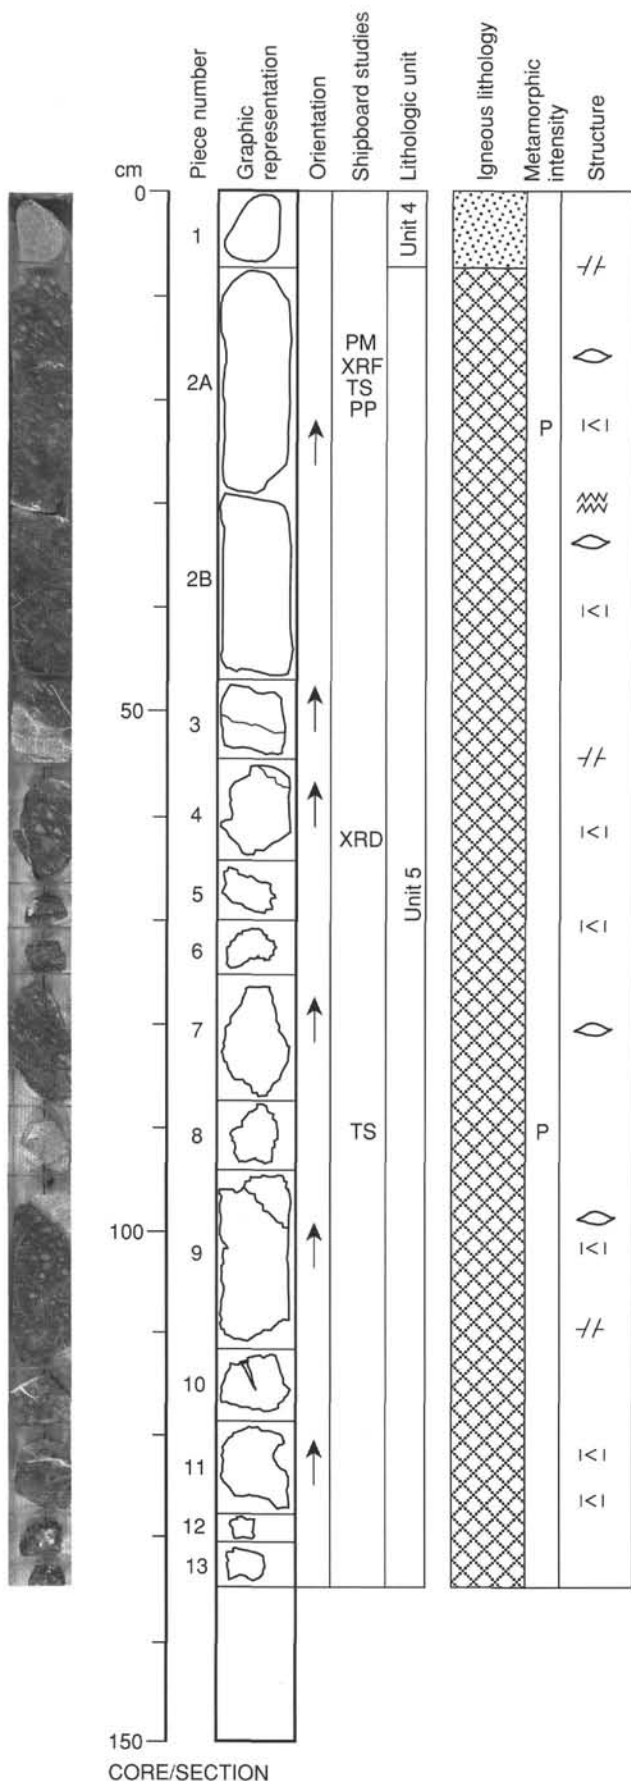 cm
Piece number
Graphic
representation
Orientation
Shipboard studies
Lithologic unit
Igneous lithology
Metamorphic
intensity
Structure
0
1
Unit 4
2A
PM
XRF
TS
PP
P
2B
50
3
4
XRD
5
Unit 5
6
7
8
TS
P
100
9
10
11
12
13
150
CORE/SECTION